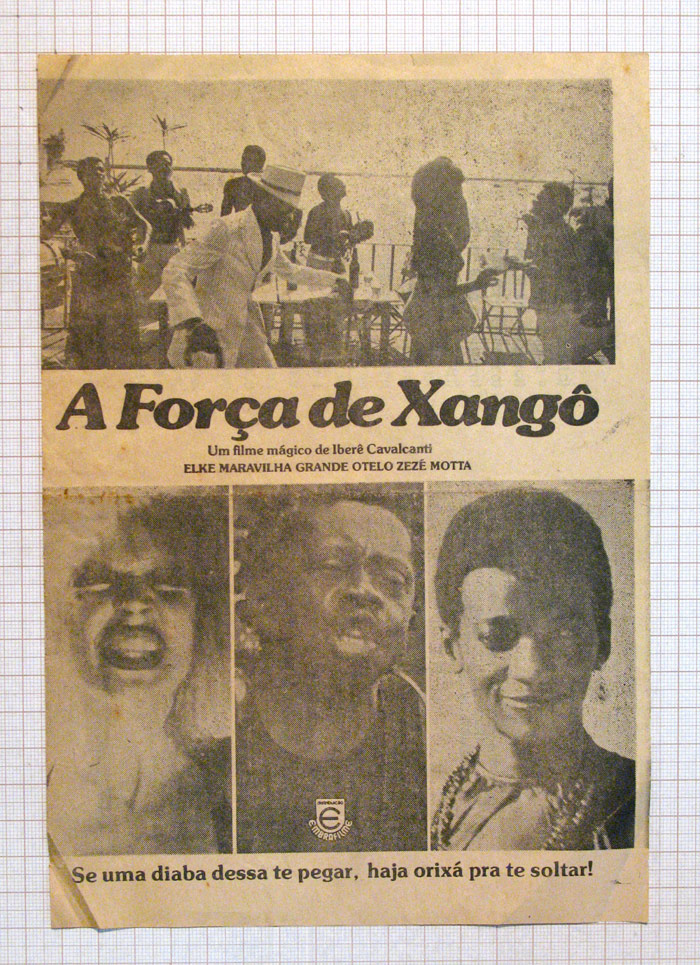 A Força de Xangô
Um filme mágico de Iberê Cavalcanti
ELKE MARAVILHA GRANDE OTELO ZEZÉ MOTTA
EMBRAFILME
Se uma diaba dessa te pegar, haja orixá pra te soltar!